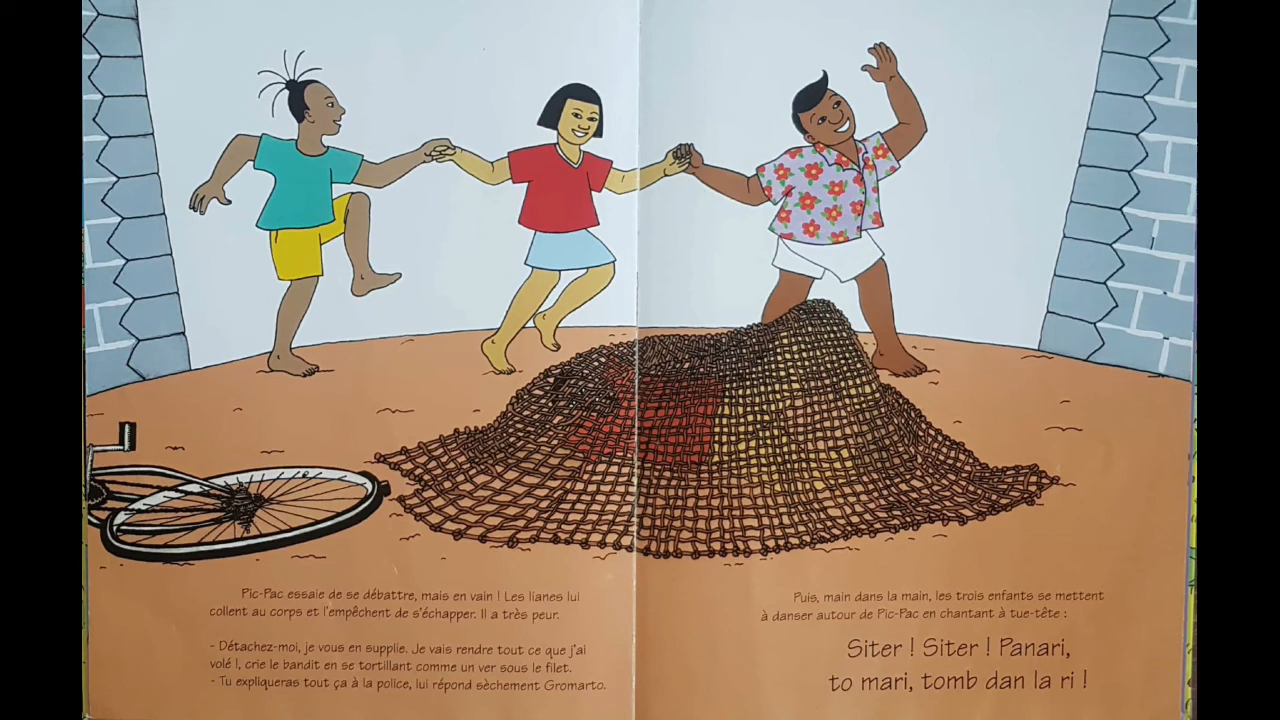 Pic-Pac essaie de se débattre, mais en vain ! Les lianes lui
collent au corps et l'empêchent de s'échapper. Il a très peur.
- Détachez-moi, je vous en supplie. Je vais rendre tout ce que j'ai
volé !, crie le bandit en se tortillant comme un ver sous le filet.
- Tu expliqueras tout ça à la police, lui répond sèchement Gromarto.
Puis, main dans la main, les trois enfants se mettent
à danser autour de Pic-Pac en chantant à tue-tête :
Siter ! Siter ! Panari,
to mari, tomb dan la ri !